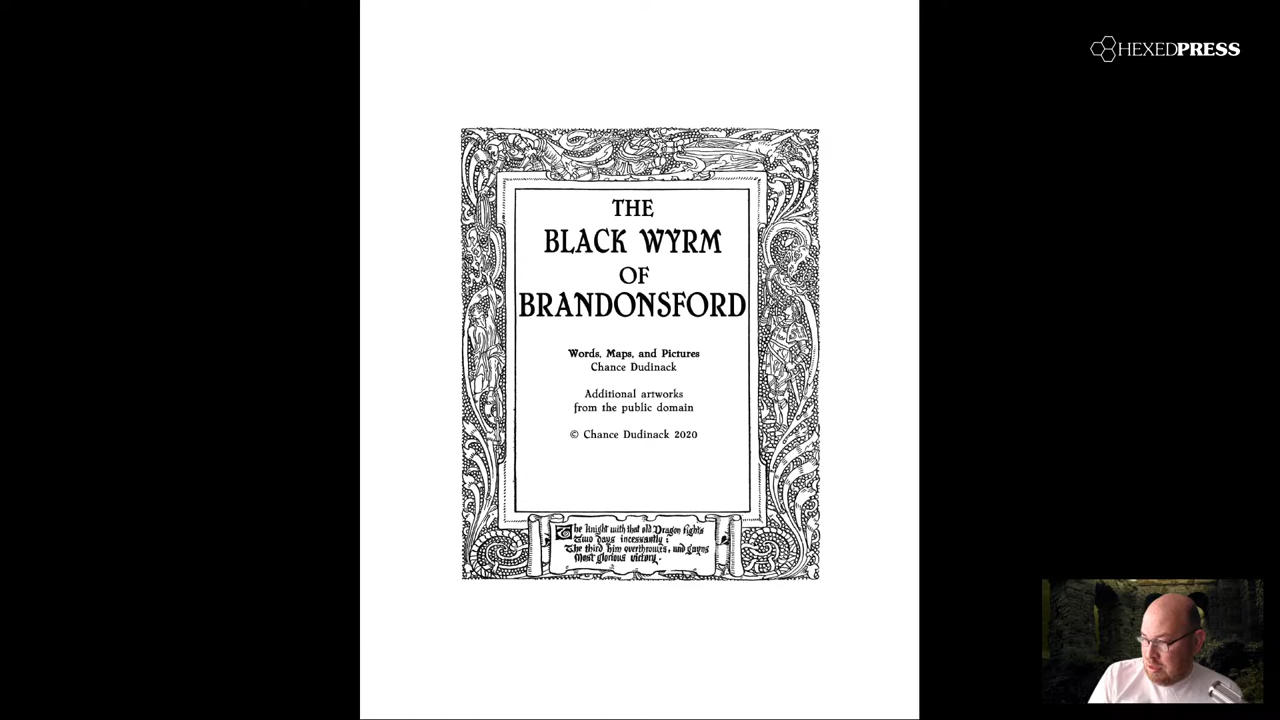 HEXEDPRESS
THE
BLACK WYRM
OF
BRANDONSFORD
Words, Maps, and Pictures
Chance Dudinack
Additional artworks
from the public domain
© Chance Dudinack 2020
The knight with that old Dragon fights
Two days incessantly:
The third him overthrowes, and gayns
Most glorious victory.